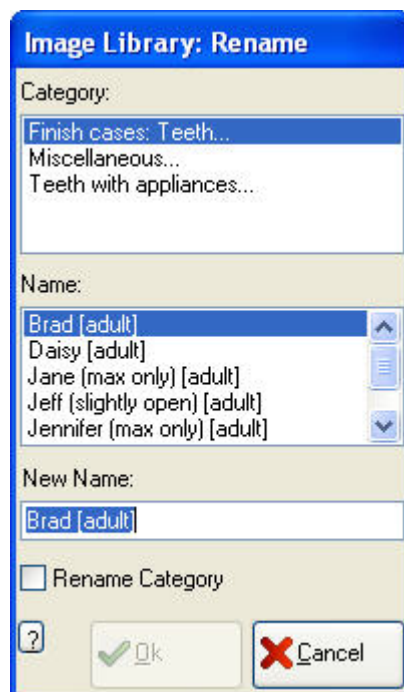 Image Library: Rename
Category:
Finish cases: Teeth...
Miscellaneous...
Teeth with appliances...
Name:
Brad [adult]
Daisy [adult]
Jane (max only) [adult]
Jeff (slightly open) [adult]
Jennifer (max only) [adult]
New Name:
Brad [adult]
Rename Category
? Ok Cancel